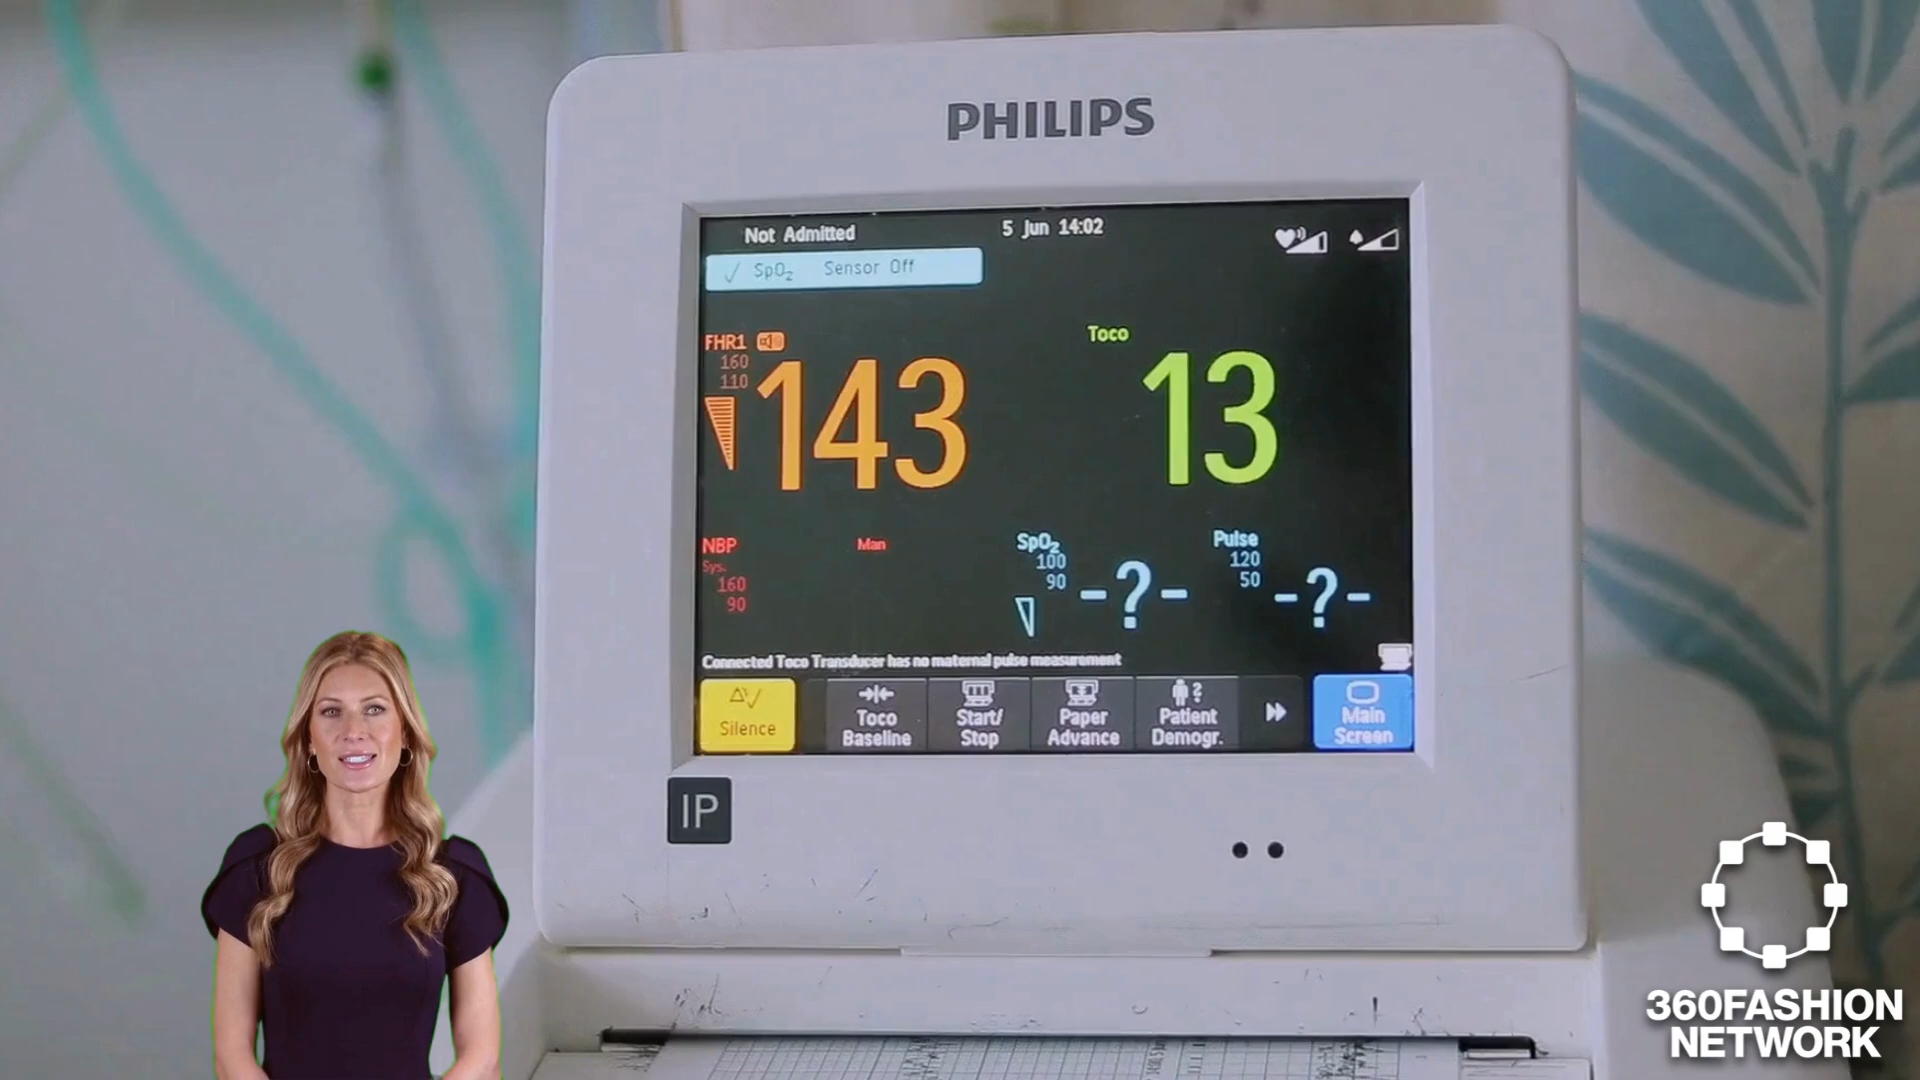 PHILIPS
Not Admitted
5 Jun 14:02
SpO2 Sensor Off
FHR1
160
110
143
Toco
13
NBP
Man
Sys.
160
90
SpO2
100
90
-?-
Pulse
120
50
-?-
Connected Toco Transducer has no maternal pulse measurement
Silence
Toco
Baseline
Start/
Stop
Paper
Advance
Patient
Demogr.
Main
Screen
IP
360FASHION
NETWORK